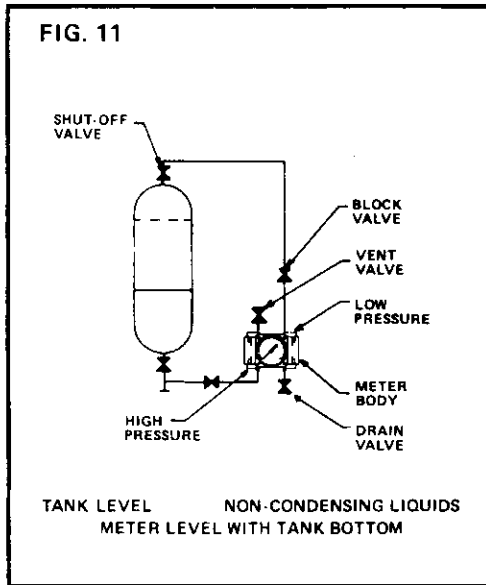 FIG. 11
SHUT-OFF
VALVE
BLOCK
VALVE
VENT
VALVE
LOW
PRESSURE
METER
BODY
HIGH
PRESSURE
DRAIN
VALVE
TANK LEVEL NON-CONDENSING LIQUIDS
METER LEVEL WITH TANK BOTTOM